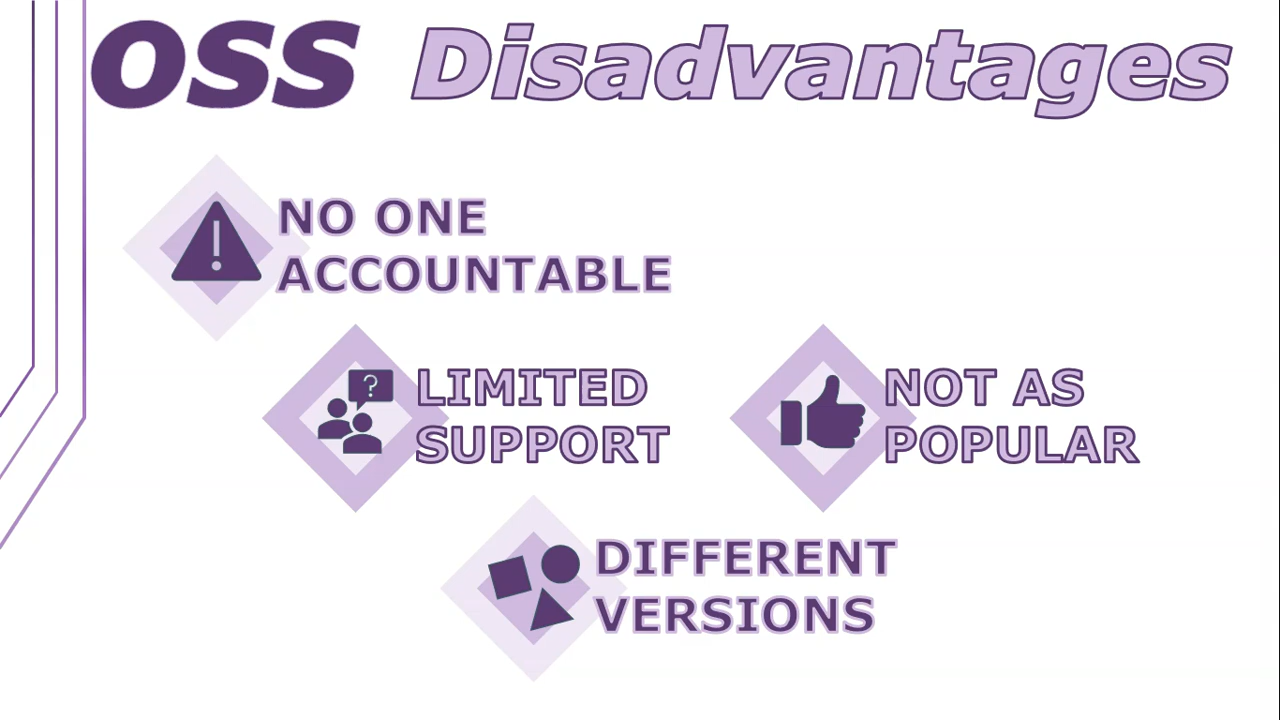 OSS Disadvantages
NO ONE
ACCOUNTABLE
?
LIMITED
SUPPORT
NOT AS
POPULAR
DIFFERENT
VERSIONS